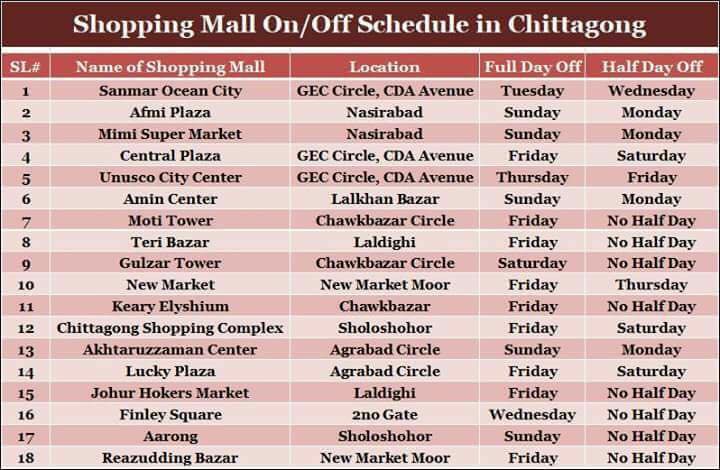 Shopping Mall On/Off Schedule in Chittagong
SL# Name of Shopping Mall Location Full Day Off Half Day Off
1 Sanmar Ocean City GEC Circle, CDA Avenue Tuesday Wednesday
2 Afmi Plaza Nasirabad Sunday Monday
3 Mimi Super Market Nasirabad Sunday Monday
4 Central Plaza GEC Circle, CDA Avenue Friday Saturday
5 Unusco City Center GEC Circle, CDA Avenue Thursday Friday
6 Amin Center Lalkhan Bazar Sunday Monday
7 Moti Tower Chawkbazar Circle Friday No Half Day
8 Teri Bazar Laldighi Friday No Half Day
9 Gulzar Tower Chawkbazar Circle Saturday No Half Day
10 New Market New Market Moor Friday Thursday
11 Keary Elyshium Chawkbazar Friday No Half Day
12 Chittagong Shopping Complex Sholoshohor Friday Saturday
13 Akhtaruzzaman Center Agrabad Circle Sunday Monday
14 Lucky Plaza Agrabad Circle Friday Saturday
15 Johur Hokers Market Laldighi Friday No Half Day
16 Finley Square 2no Gate Wednesday No Half Day
17 Aarong Sholoshohor Sunday No Half Day
18 Reazudding Bazar New Market Moor Friday No Half Day